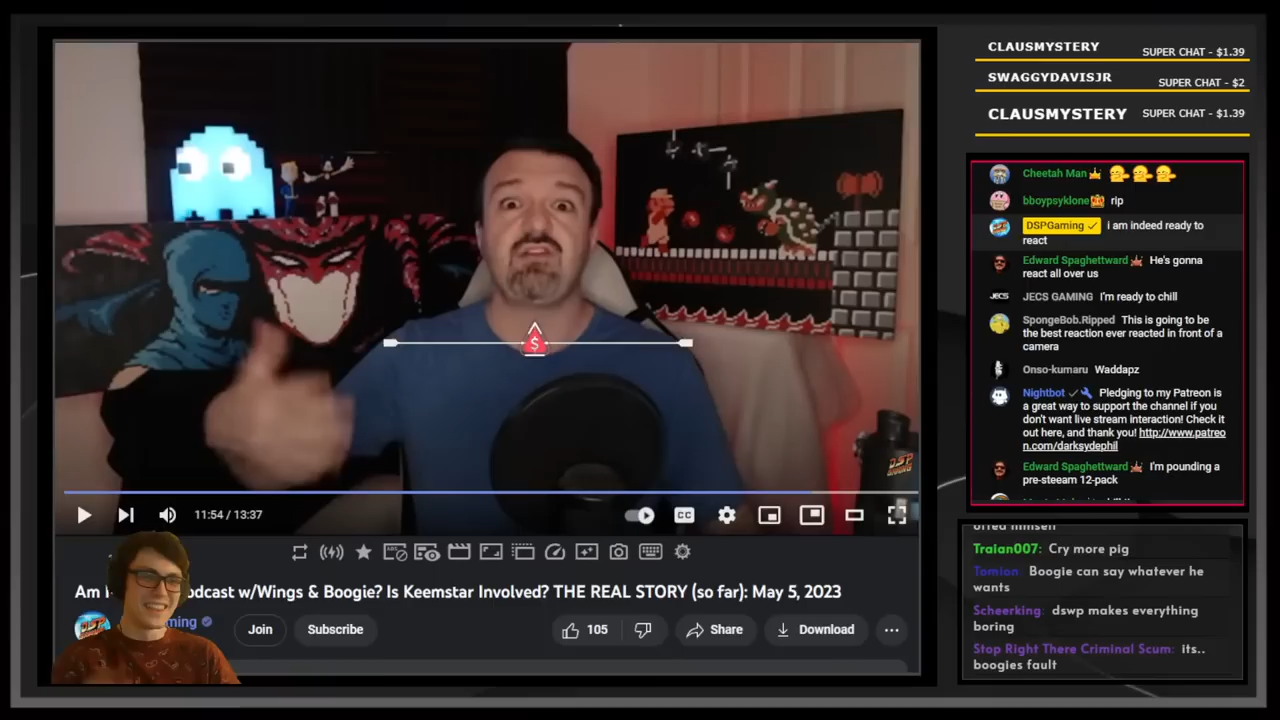 CLAUSMYSTERY SUPER CHAT - $1.39
SWAGGYDAVISJR SUPER CHAT - $2
CLAUSMYSTERY SUPER CHAT - $1.39
Cheetah Man
bboypsyklone rip
DSPGaming i am indeed ready to
react
Edward Spaghettward He's gonna
react all over us
JECS GAMING I'm ready to chill
SpongeBob.Ripped This is going to be
the best reaction ever reacted in front of a
camera
Onso-kumaru Waddapz
Nightbot Pledging to my Patreon is
a great way to support the channel if you
don't want live stream interaction! Check it
out here, and thank you! http://www.patreo
n.com/darksydephil
Edward Spaghettward I'm pounding a
pre-steeam 12-pack
$
DSP
11:54 / 13:37
CC
Am odcast w/Wings & Boogie? Is Keemstar Involved? THE REAL STORY (so far): May 5, 2023
ming
Join
Subscribe
105
Share
Download
himself
Traian007: Cry more pig
Tomion: Boogie can say whatever he
wants
Scheerking: dswp makes everything
boring
Stop Right There Criminal Scum: its..
boogies fault